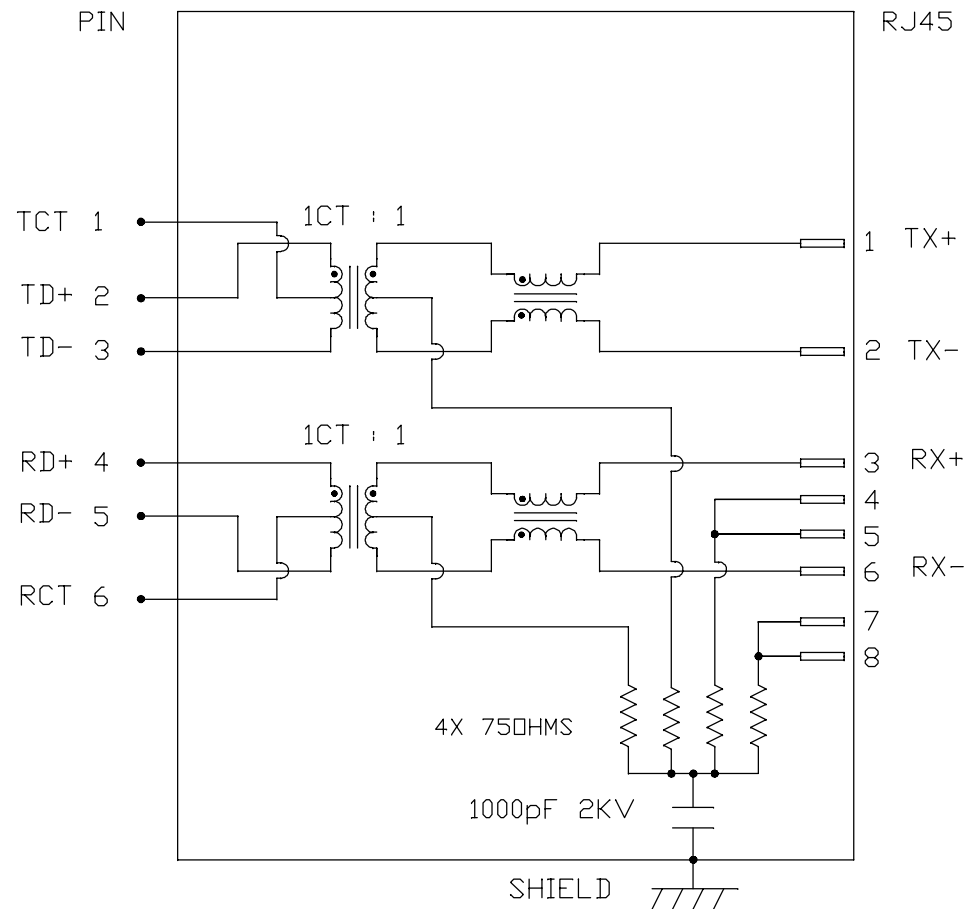 PIN RJ45
TCT 1
1CT : 1
1 TX+
TD+ 2
TD- 3
2 TX-
1CT : 1
RD+ 4
3 RX+
4
RD- 5
5
6 RX-
RCT 6
7
8
4X 75OHMS
1000pF 2KV
SHIELD